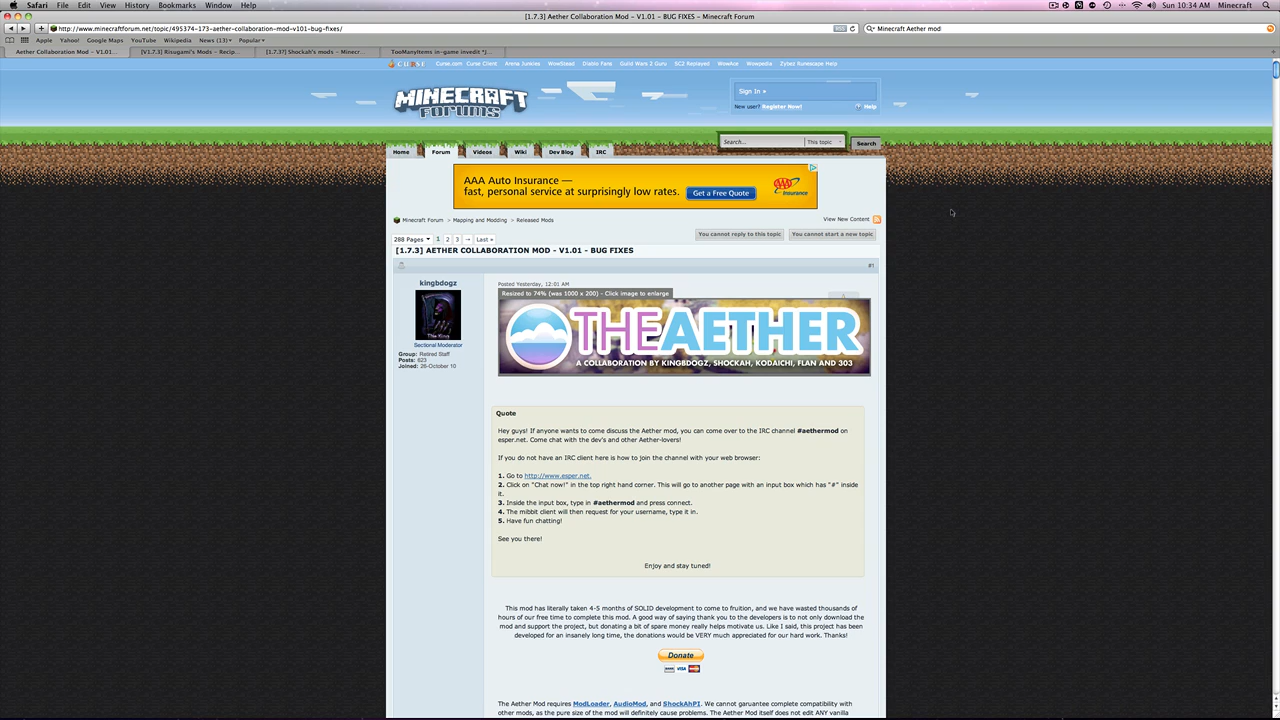 Safari File Edit View History Bookmarks Window Help
Sun 10:34 AM Minecraft
[1.7.3] Aether Collaboration Mod – V1.01 – BUG FIXES – Minecraft Forum
http://www.minecraftforum.net/topic/495374-173-aether-collaboration-mod-v101-bug-fixes/
RSS
Minecraft Aether mod
Apple Yahoo! Google Maps YouTube Wikipedia News (13) Popular
Aether Collaboration Mod – V1.01...
[V1.7.3] Risugami's Mods – Recip...
[1.7.3?] Shockah's mods – Minecr...
TooManyItems in-game invedit *J...
CURSE
Curse.com Curse Client Arena Junkies WowStead Diablo Fans Guild Wars 2 Guru SC2 Replayed WowAce Wowpedia Zybez Runescape Help
MINECRAFT
FORUMS
Sign In »
New user? Register Now!
Help
Search...
This topic
Search
Home Forum Videos Wiki Dev Blog IRC
AAA Auto Insurance —
fast, personal service at surprisingly low rates.
Get a Free Quote
Insurance
Minecraft Forum > Mapping and Modding > Released Mods
View New Content
288 Pages 1 2 3 → Last »
You cannot reply to this topic
You cannot start a new topic
[1.7.3] AETHER COLLABORATION MOD - V1.01 - BUG FIXES
#1
kingbdogz
Sectional Moderator
Group: Retired Staff
Posts: 623
Joined: 26-October 10
Posted Yesterday, 12:01 AM
Resized to 74% (was 1000 x 200) - Click image to enlarge
THE AETHER
A COLLABORATION BY KINGBDOGZ, SHOCKAH, KODAICHI, FLAN AND 303
Quote
Hey guys! If anyone wants to come discuss the Aether mod, you can come over to the IRC channel #aethermod on
esper.net. Come chat with the dev's and other Aether-lovers!
If you do not have an IRC client here is how to join the channel with your web browser:
1. Go to http://www.esper.net.
2. Click on "Chat now!" in the top right hand corner. This will go to another page with an input box which has "#" inside
it.
3. Inside the input box, type in #aethermod and press connect.
4. The mibbit client will then request for your username, type it in.
5. Have fun chatting!
See you there!
Enjoy and stay tuned!
This mod has literally taken 4-5 months of SOLID development to come to fruition, and we have wasted thousands of
hours of our free time to complete this mod. A good way of saying thank you to the developers is to not only download the
mod and support the project, but donating a bit of spare money really helps motivate us. Like I said, this project has been
developed for an insanely long time, the donations would be VERY much appreciated for our hard work. Thanks!
Donate
The Aether Mod requires ModLoader, AudioMod, and ShockAhPI. We cannot garuantee complete compatibility with
other mods, as the pure size of the mod will definitely cause problems. The Aether Mod itself does not edit ANY vanilla